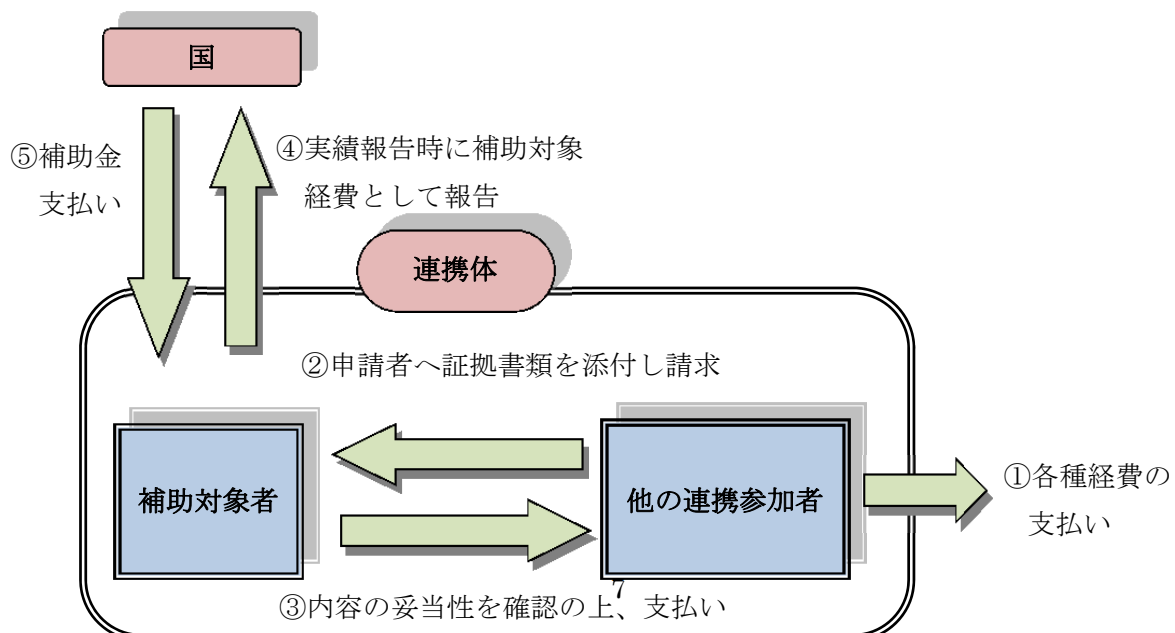 国
⑤補助金
支払い
④実績報告時に補助対象
経費として報告
連携体
②申請者へ証拠書類を添付し請求
補助対象者
他の連携参加者
①各種経費の
支払い
7
③内容の妥当性を確認の上、支払い